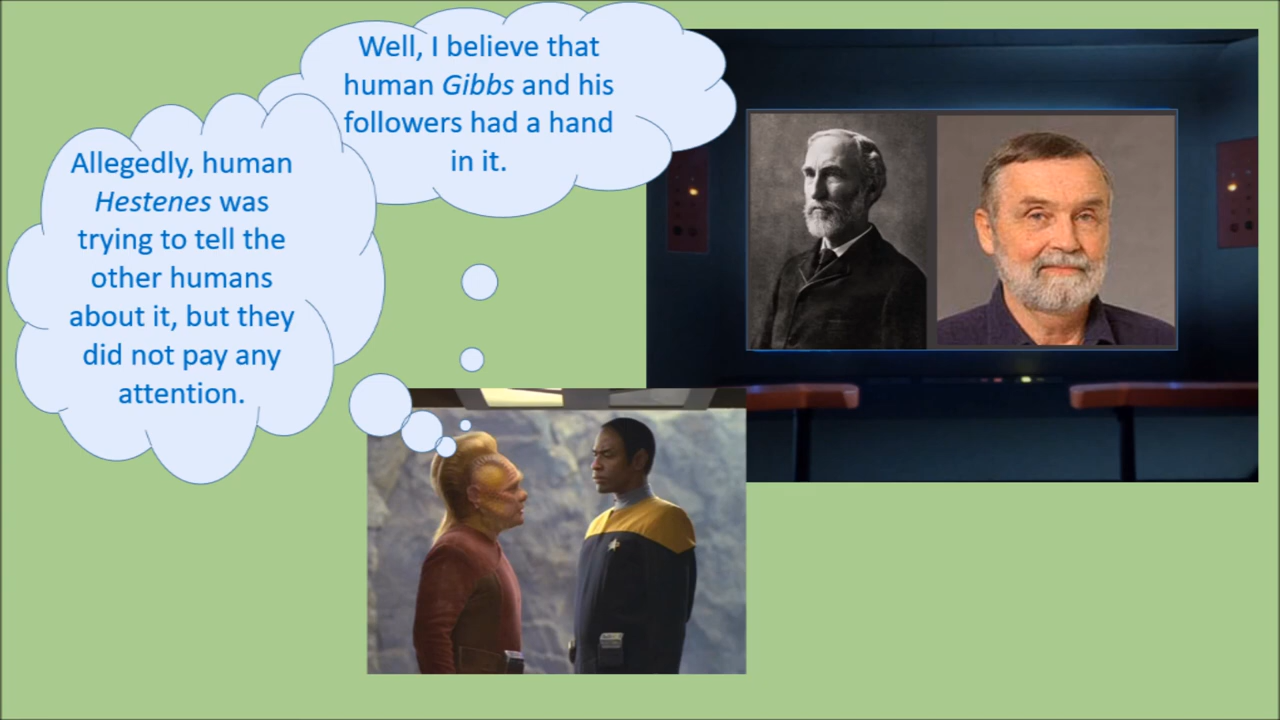 Well, I believe that
human Gibbs and his
followers had a hand
in it.
Allegedly, human
Hestenes was
trying to tell the
other humans
about it, but they
did not pay any
attention.